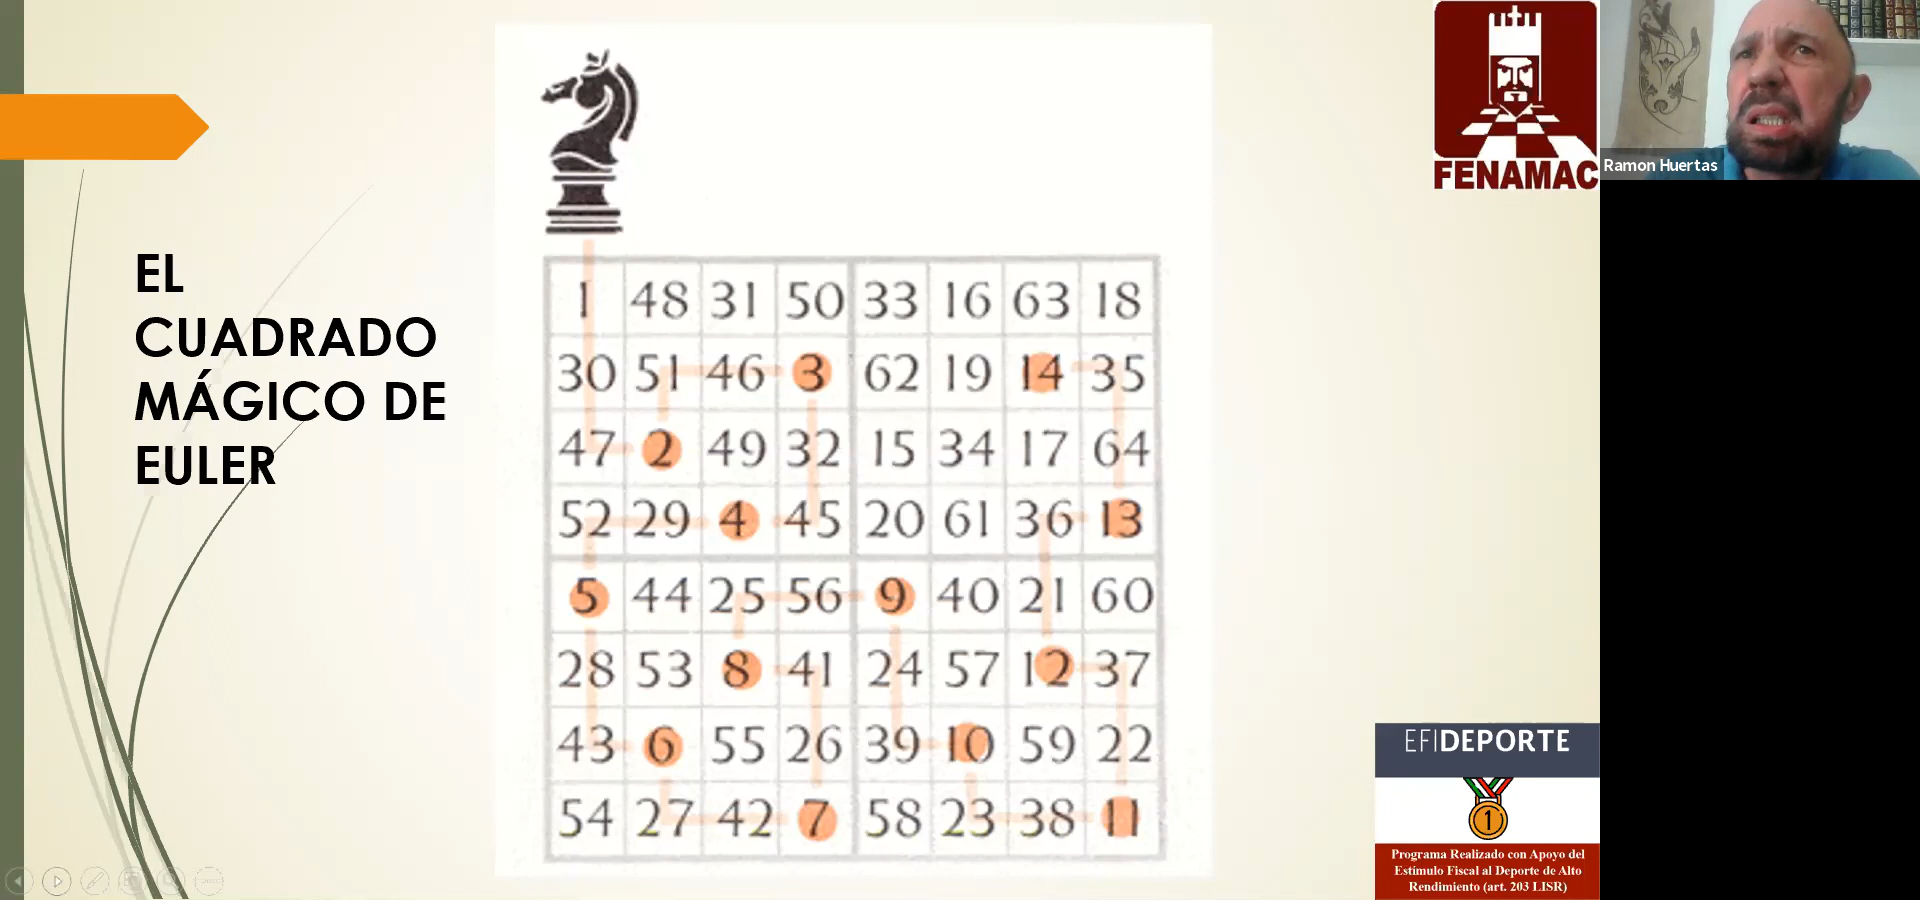 EL
CUADRADO
MÁGICO DE
EULER
1 48 31 50 33 16 63 18
30 51 46 3 62 19 14 35
47 2 49 32 15 34 17 64
52 29 4 45 20 61 36 13
5 44 25 56 9 40 21 60
28 53 8 41 24 57 12 37
43 6 55 26 39 10 59 22
54 27 42 7 58 23 38 11
FENAMAC
Ramon Huertas
EFIDEPORTE
1
Programa Realizado con Apoyo del
Estímulo Fiscal al Deporte de Alto
Rendimiento (art. 203 LISR)